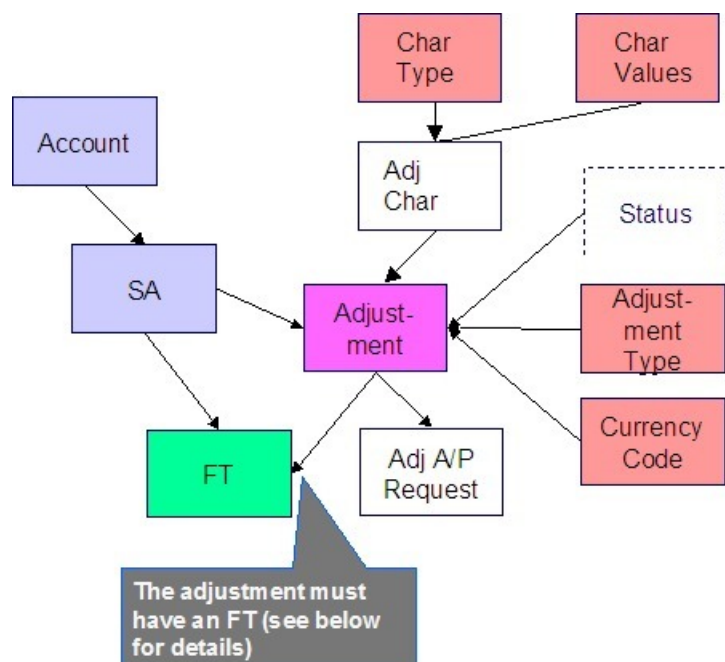 Char
Type
Char
Values
Account
Adj
Char
Status
SA
Adjust-
ment
Adjust-
ment
Type
FT
Adj A/P
Request
Currency
Code
The adjustment must
have an FT (see below
for details)